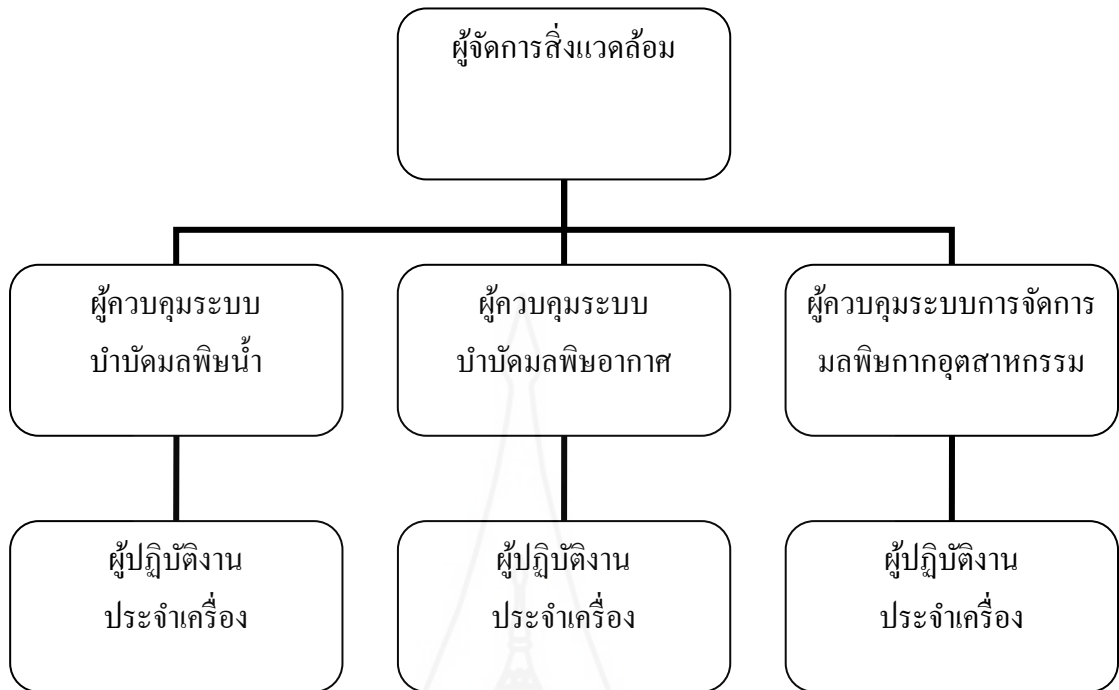 ผู้จัดการสิ่งแวดล้อม
ผู้ควบคุมระบบ
บำบัดมลพิษน้ำ
ผู้ควบคุมระบบ
บำบัดมลพิษอากาศ
ผู้ควบคุมระบบการจัดการ
มลพิษกากอุตสาหกรรม
ผู้ปฏิบัติงาน
ประจำเครื่อง
ผู้ปฏิบัติงาน
ประจำเครื่อง
ผู้ปฏิบัติงาน
ประจำเครื่อง